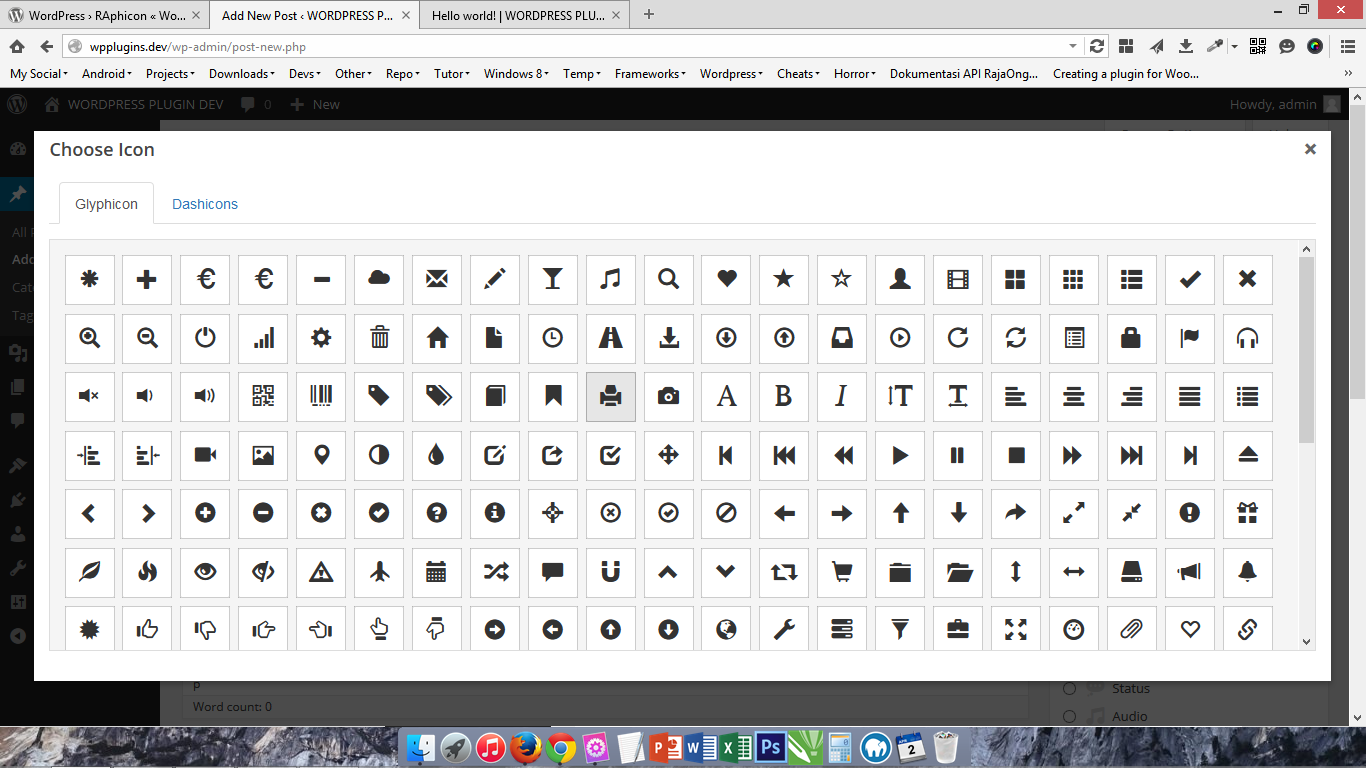 WordPress › RAphicon « Wo...
Add New Post ‹ WORDPRESS P...
Hello world! | WORDPRESS PLU...
wpplugins.dev/wp-admin/post-new.php
My Social
Android
Projects
Downloads
Devs
Other
Repo
Tutor
Windows 8
Temp
Frameworks
Wordpress
Cheats
Horror
Dokumentasi API RajaOng...
Creating a plugin for Woo...
WORDPRESS PLUGIN DEV
0
New
Howdy, admin
Choose Icon
Glyphicon
Dashicons
All P
Add
Cate
Tag
P
Word count: 0
Status
Audio
2